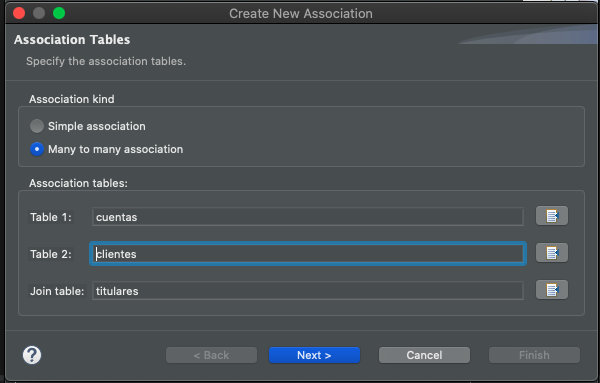 Create New Association
Association Tables
Specify the association tables.
Association kind
Simple association
Many to many association
Association tables:
Table 1: cuentas
Table 2: clientes
Join table: titulares
? < Back Next > Cancel Finish